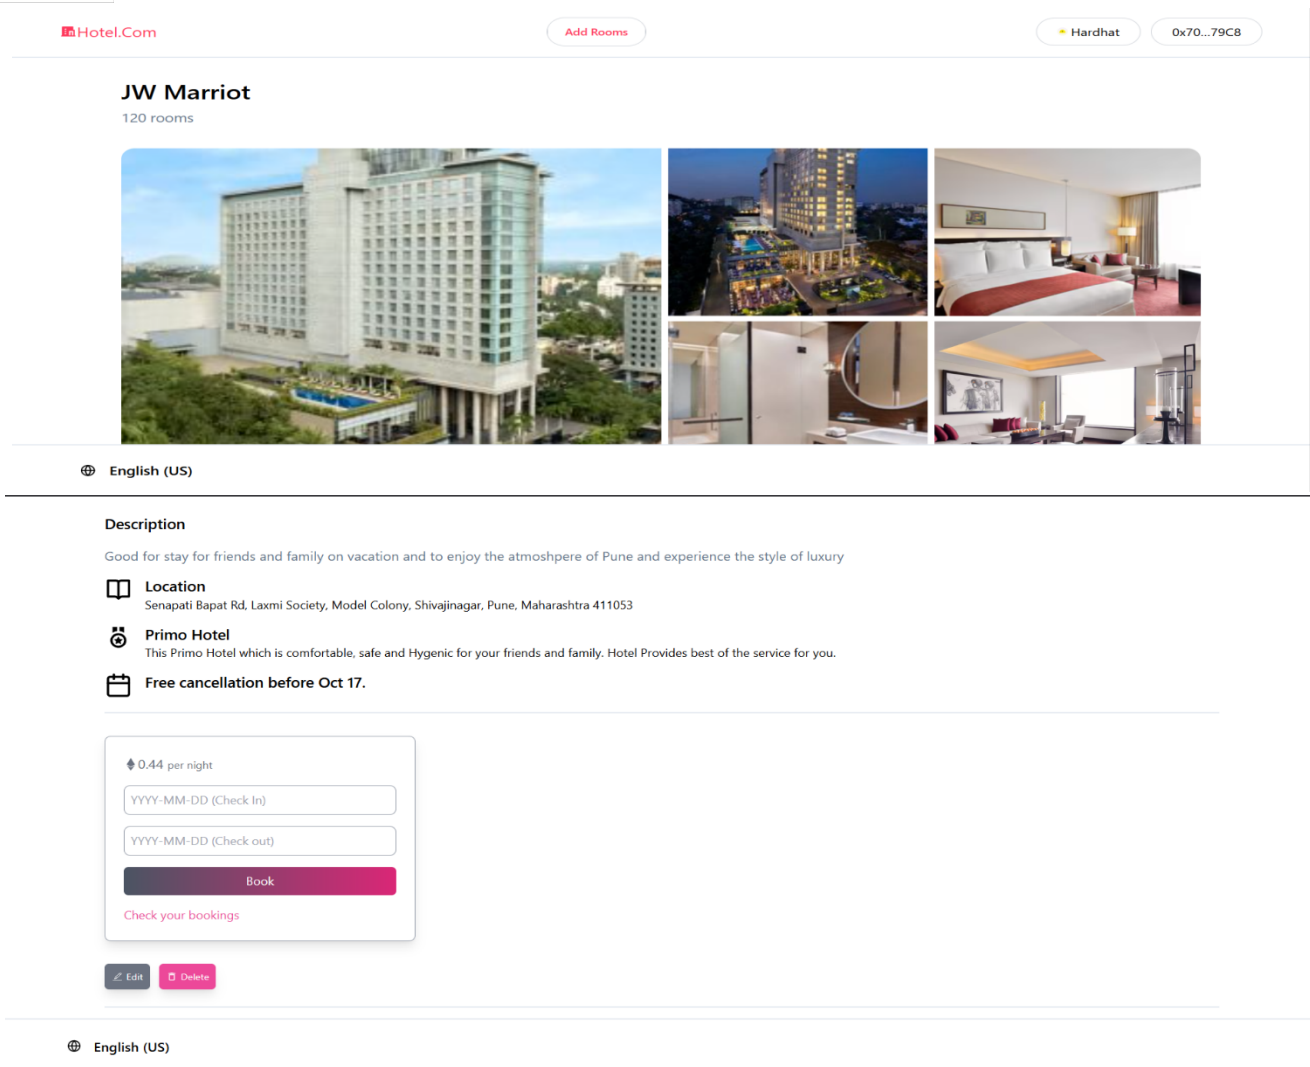 Hotel.Com
Add Rooms
Hardhat
0x70...79C8
JW Marriot
120 rooms
English (US)
Description
Good for stay for friends and family on vacation and to enjoy the atmoshpere of Pune and experience the style of luxury
Location
Senapati Bapat Rd, Laxmi Society, Model Colony, Shivajinagar, Pune, Maharashtra 411053
Primo Hotel
This Primo Hotel which is comfortable, safe and Hygenic for your friends and family. Hotel Provides best of the service for you.
Free cancellation before Oct 17.
0.44 per night
YYYY-MM-DD (Check In)
YYYY-MM-DD (Check out)
Book
Check your bookings
Edit
Delete
English (US)